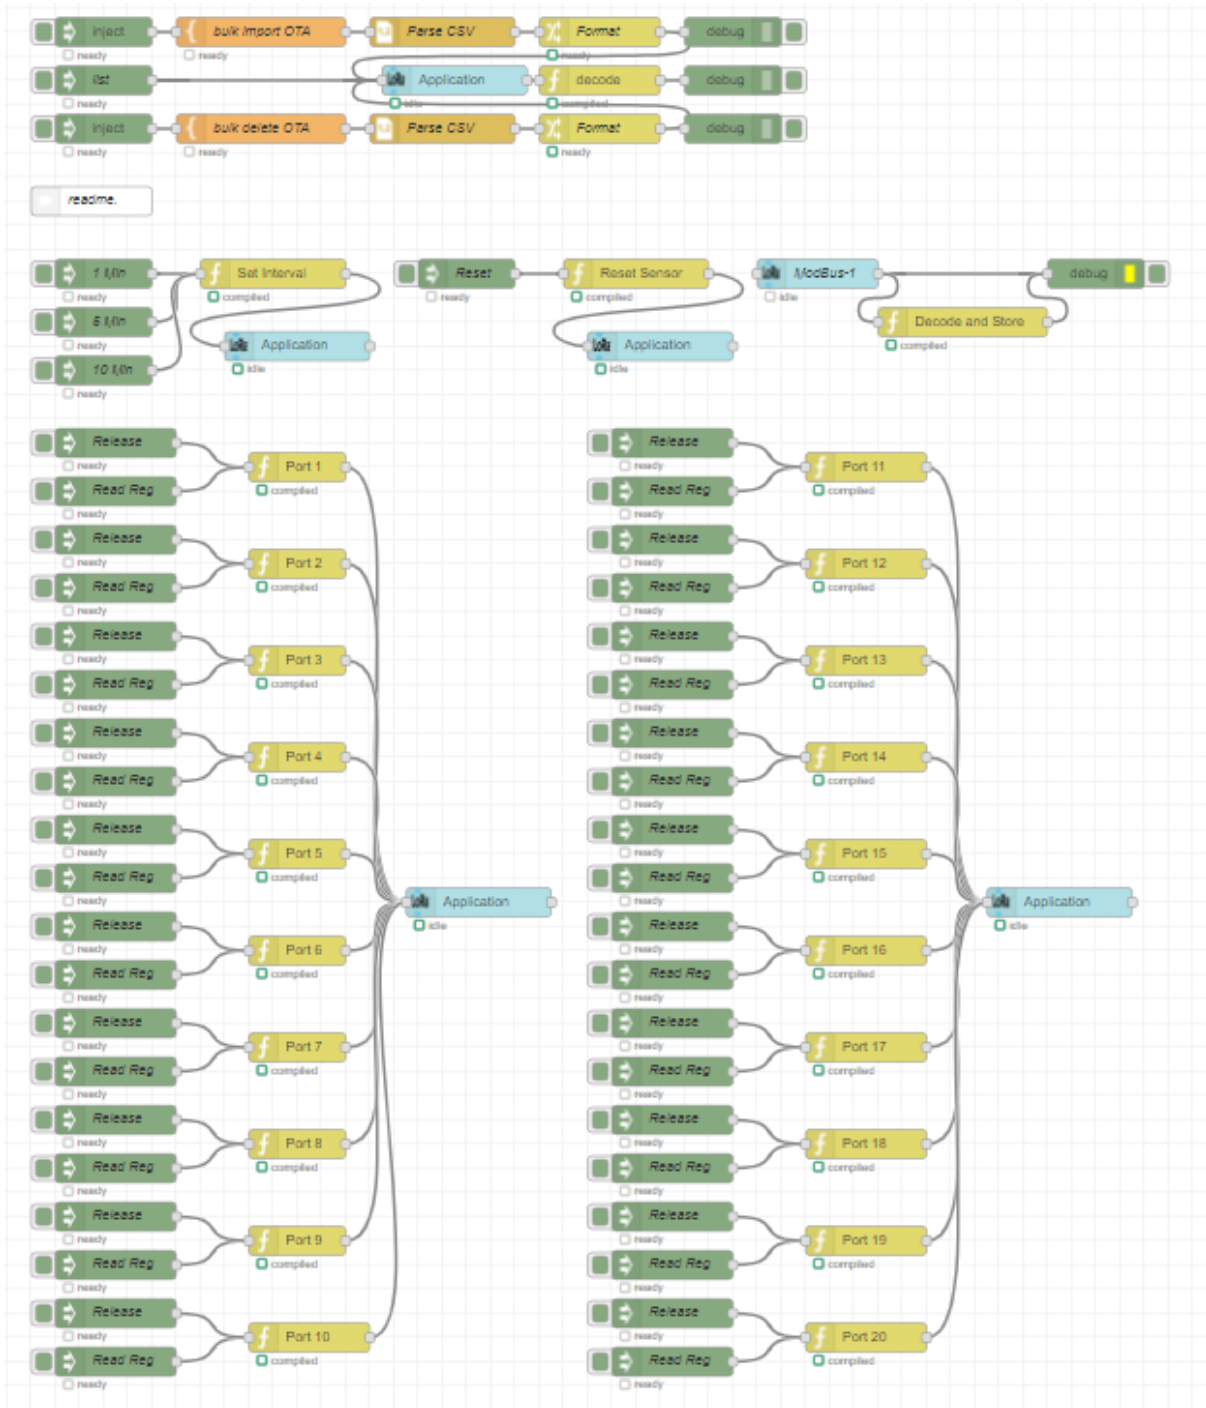 inject bulk import OTA Parse CSV Format debug
ready ready ready
list Application decode debug
ready idle compiled
inject bulk delete OTA Parse CSV Format debug
ready ready ready
readme.
1 Min Set Interval Reset Reset Sensor ModBus-1 debug
ready compiled ready compiled idle
5 Min Decode and Store
ready Application Application compiled
10 Min idle idle
ready
Release Release
ready Port 1 ready Port 11
Read Reg compiled Read Reg compiled
ready ready
Release Release
ready Port 2 ready Port 12
Read Reg compiled Read Reg compiled
ready ready
Release Release
ready Port 3 ready Port 13
Read Reg compiled Read Reg compiled
ready ready
Release Release
ready Port 4 ready Port 14
Read Reg compiled Read Reg compiled
ready ready
Release Release
ready Port 5 ready Port 15
Read Reg compiled Read Reg compiled
ready Application ready Application
Release idle Release idle
ready Port 6 ready Port 16
Read Reg compiled Read Reg compiled
ready ready
Release Release
ready Port 7 ready Port 17
Read Reg compiled Read Reg compiled
ready ready
Release Release
ready Port 8 ready Port 18
Read Reg compiled Read Reg compiled
ready ready
Release Release
ready Port 9 ready Port 19
Read Reg compiled Read Reg compiled
ready ready
Release Release
ready Port 10 ready Port 20
Read Reg compiled Read Reg compiled
ready ready